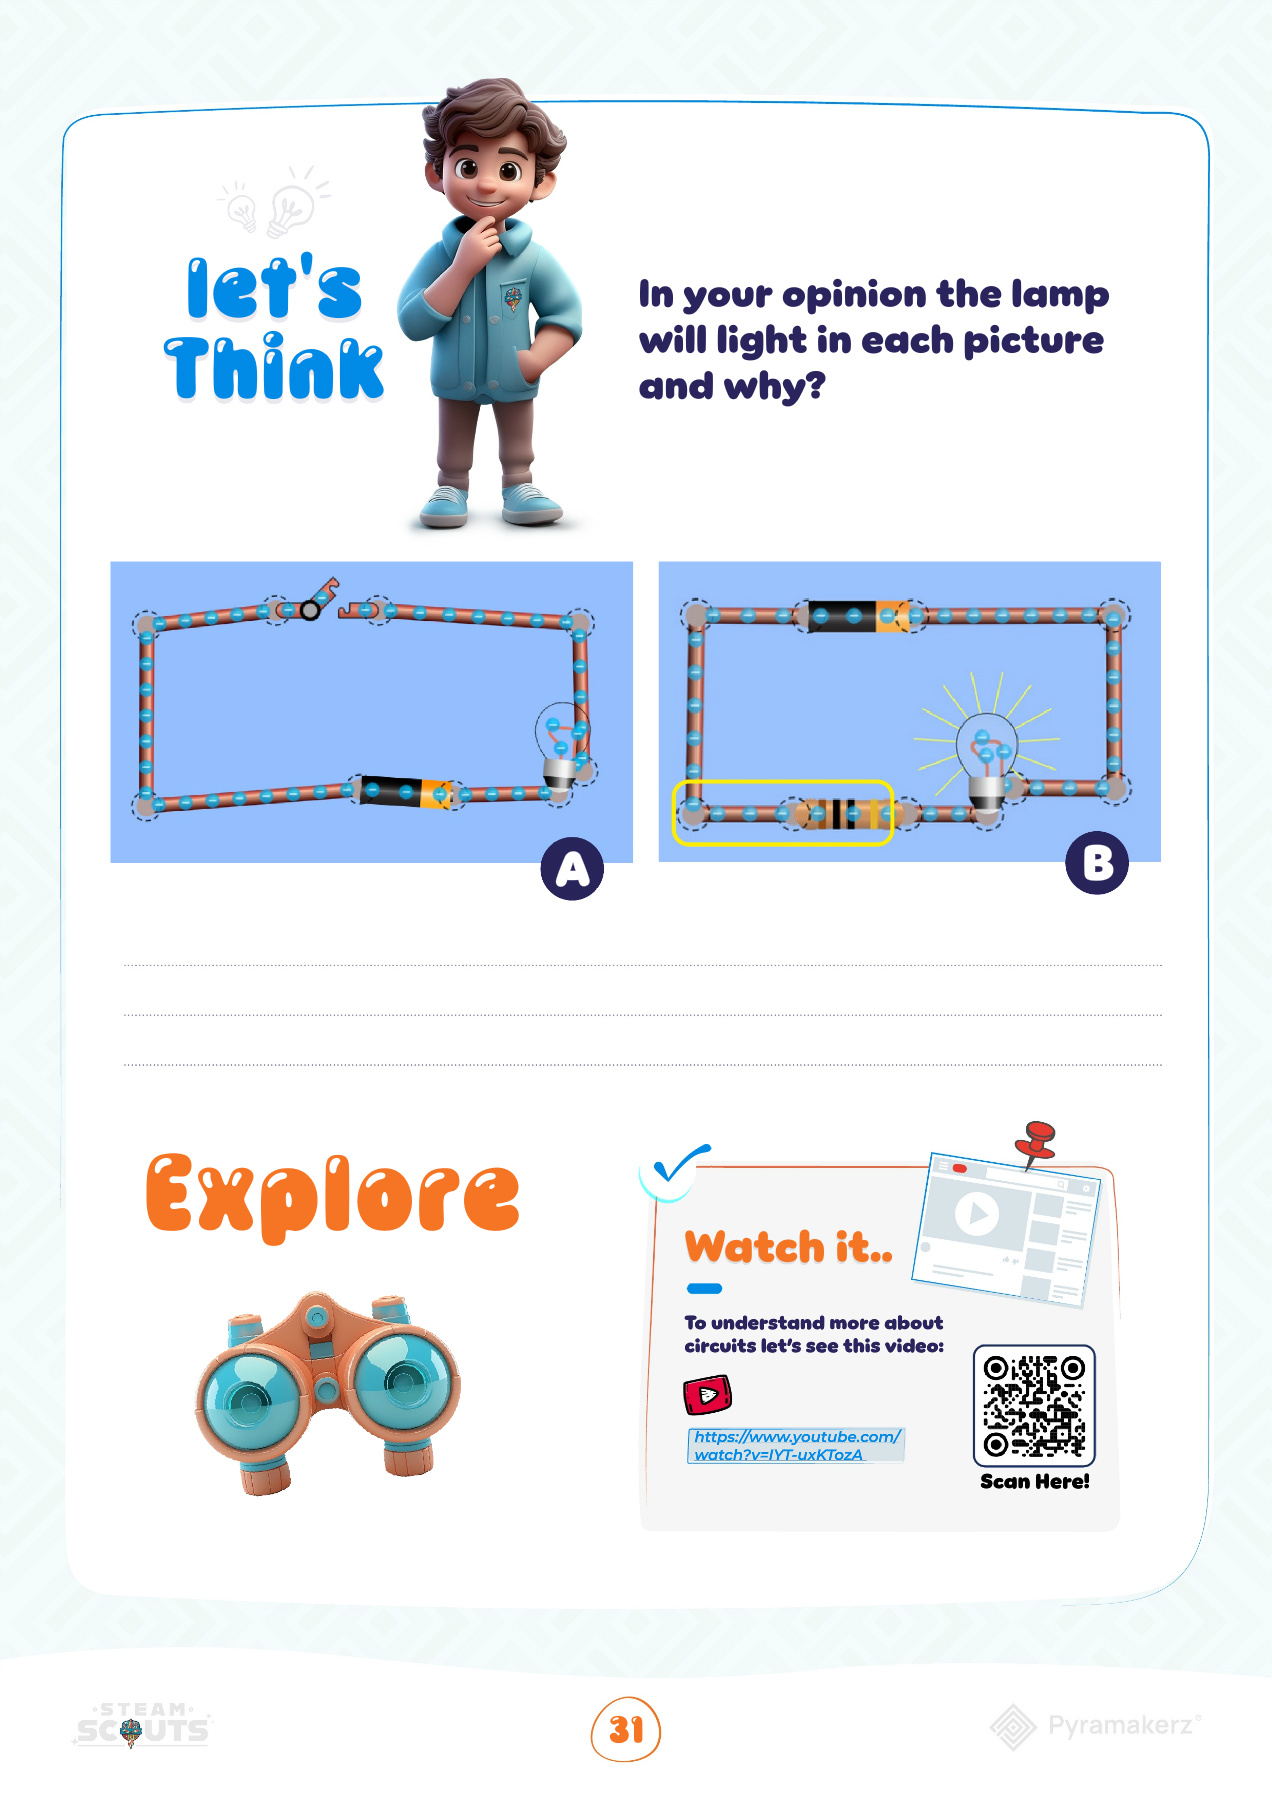 let's
Think
In your opinion the lamp
will light in each picture
and why?
A
B
Explore
Watch it..
To understand more about
circuits let's see this video:
https://www.youtube.com/
watch?v=IYT-uxKTozA
Scan Here!
STEAM
SCOUTS
31
Pyramakerz